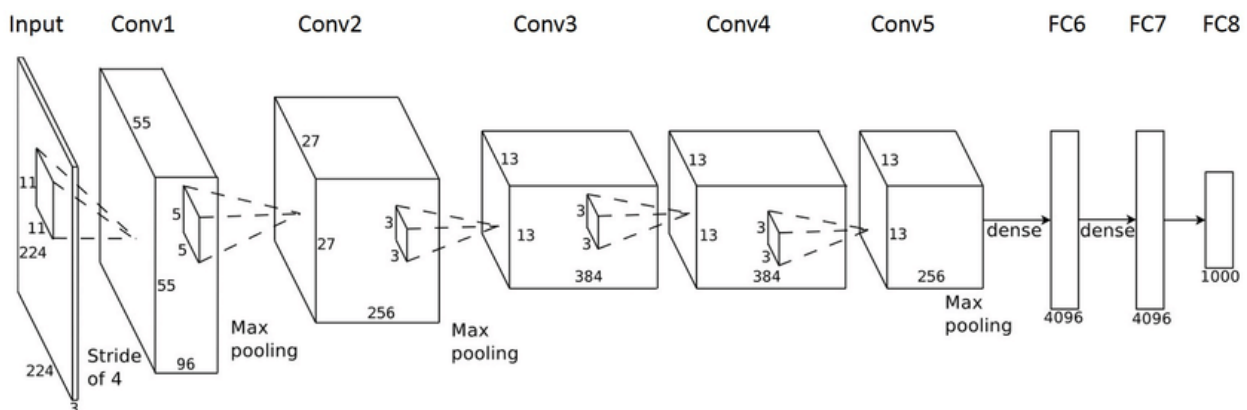 Input Conv1 Conv2 Conv3 Conv4 Conv5 FC6 FC7 FC8
11
11
224
224
3
Stride
of 4
55
5
5
55
96
Max
pooling
27
27
3
3
256
Max
pooling
13
13
3
3
384
13
13
3
3
384
13
13
256
Max
pooling
dense
4096
dense
4096
1000